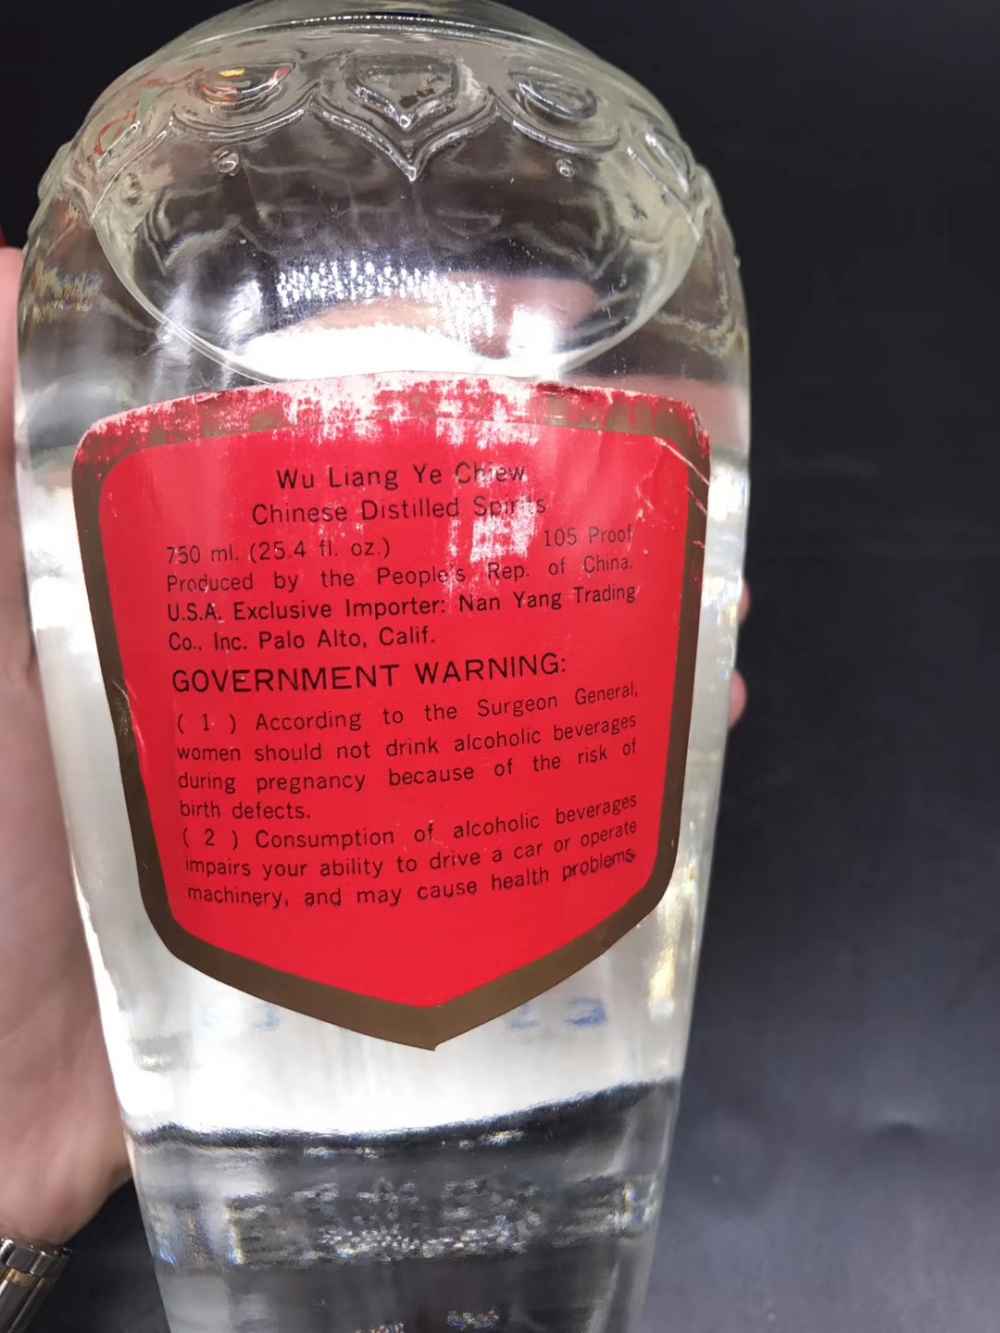 Wu Liang Ye Chiew
Chinese Distilled Spirits
750 ml. (25.4 fl. oz.) 105 Proof
Produced by the People's Rep. of China.
U.S.A. Exclusive Importer: Nan Yang Trading
Co., Inc. Palo Alto, Calif.
GOVERNMENT WARNING:
( 1 ) According to the Surgeon General,
women should not drink alcoholic beverages
during pregnancy because of the risk of
birth defects.
( 2 ) Consumption of alcoholic beverages
impairs your ability to drive a car or operate
machinery, and may cause health problems.